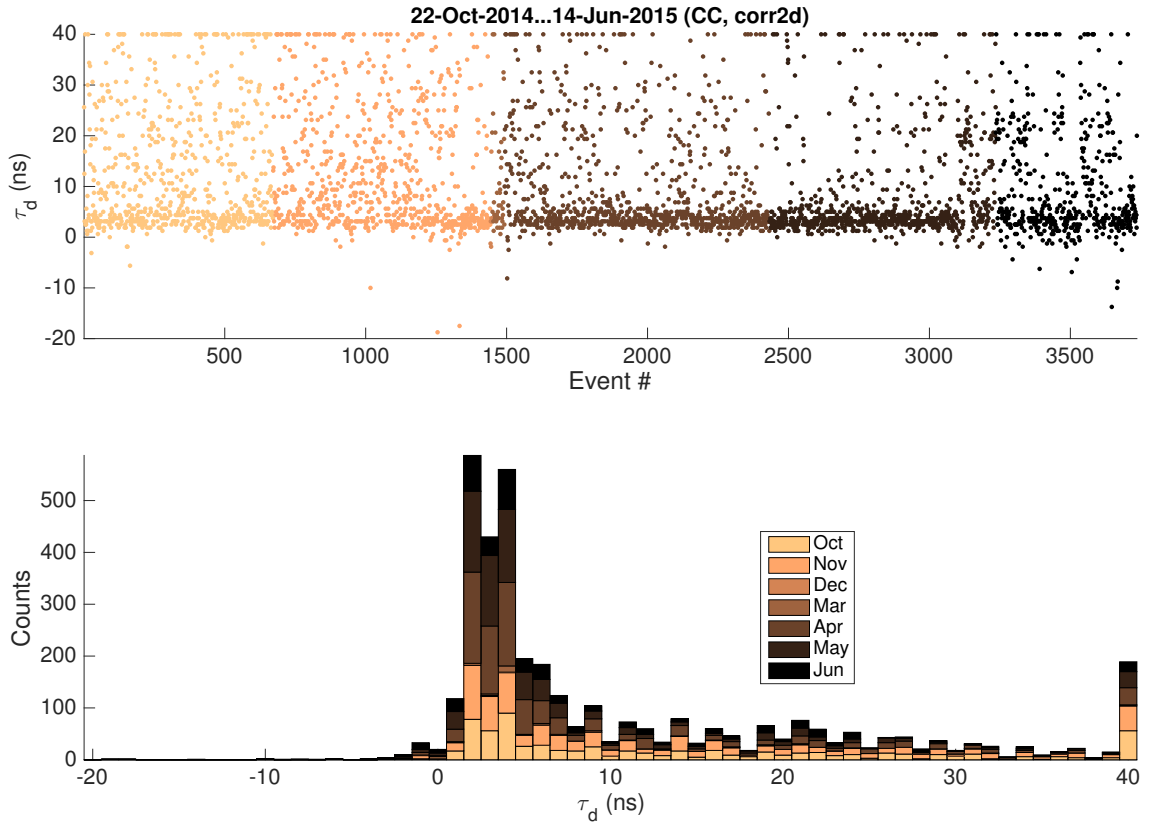 22-Oct-2014...14-Jun-2015 (CC, corr2d)
40
30
20
10
0
-10
-20
τd (ns)
500
1000
1500
2000
2500
3000
3500
Event #
500
400
300
200
100
0
Counts
Oct
Nov
Dec
Mar
Apr
May
Jun
-20
-10
0
10
20
30
40
τd (ns)